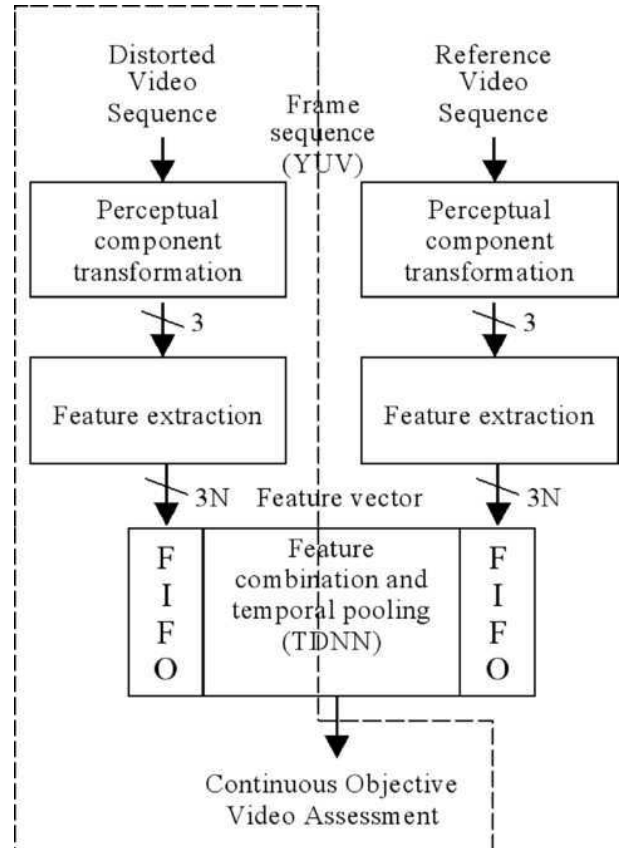 Distorted
Video
Sequence
Reference
Video
Sequence
Frame
sequence
(YUV)
Perceptual
component
transformation
Perceptual
component
transformation
3
3
Feature extraction
Feature extraction
3N
Feature vector
3N
F
I
F
O
Feature
combination and
temporal pooling
(TDNN)
F
I
F
O
Continuous Objective
Video Assessment